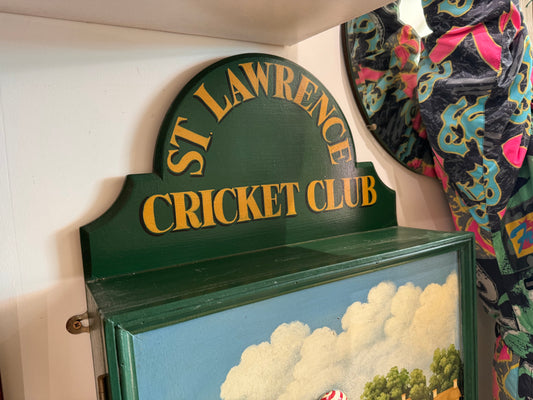 ST. LAWRENCE
CRICKET CLUB